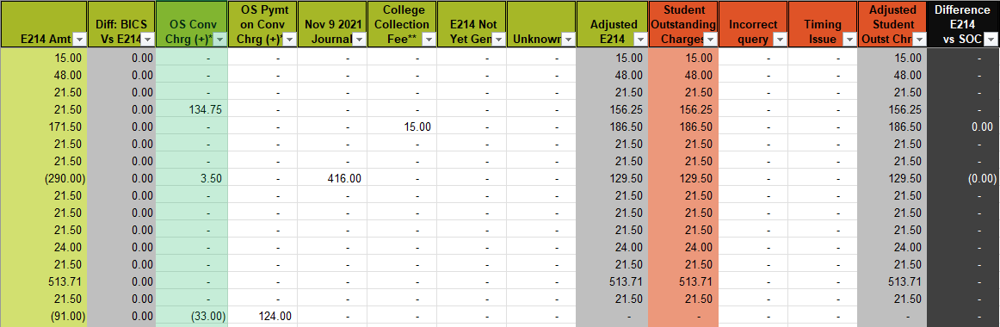 E214 Amt | Diff: BICS Vs E214 | OS Conv Chrg (+)* | OS Pymt on Conv Chrg (+)* | Nov 9 2021 Journal | College Collection Fee** | E214 Not Yet Gen | Unknown | Adjusted E214 | Student Outstanding Charges | Incorrect query | Timing Issue | Adjusted Student Outst Chr | Difference E214 vs SOC
15.00 0.00 - - - - - - 15.00 15.00 - - 15.00 -
48.00 0.00 - - - - - - 48.00 48.00 - - 48.00 -
21.50 0.00 - - - - - - 21.50 21.50 - - 21.50 -
21.50 0.00 134.75 - - - - - 156.25 156.25 - - 156.25 -
171.50 0.00 - - - 15.00 - - 186.50 186.50 - - 186.50 0.00
21.50 0.00 - - - - - - 21.50 21.50 - - 21.50 -
21.50 0.00 - - - - - - 21.50 21.50 - - 21.50 -
(290.00) 0.00 3.50 - 416.00 - - - 129.50 129.50 - - 129.50 (0.00)
21.50 0.00 - - - - - - 21.50 21.50 - - 21.50 -
21.50 0.00 - - - - - - 21.50 21.50 - - 21.50 -
21.50 0.00 - - - - - - 21.50 21.50 - - 21.50 -
24.00 0.00 - - - - - - 24.00 24.00 - - 24.00 -
21.50 0.00 - - - - - - 21.50 21.50 - - 21.50 -
513.71 0.00 - - - - - - 513.71 513.71 - - 513.71 -
21.50 0.00 - - - - - - 21.50 21.50 - - 21.50 -
(91.00) 0.00 (33.00) 124.00 - - - - - - - - - -